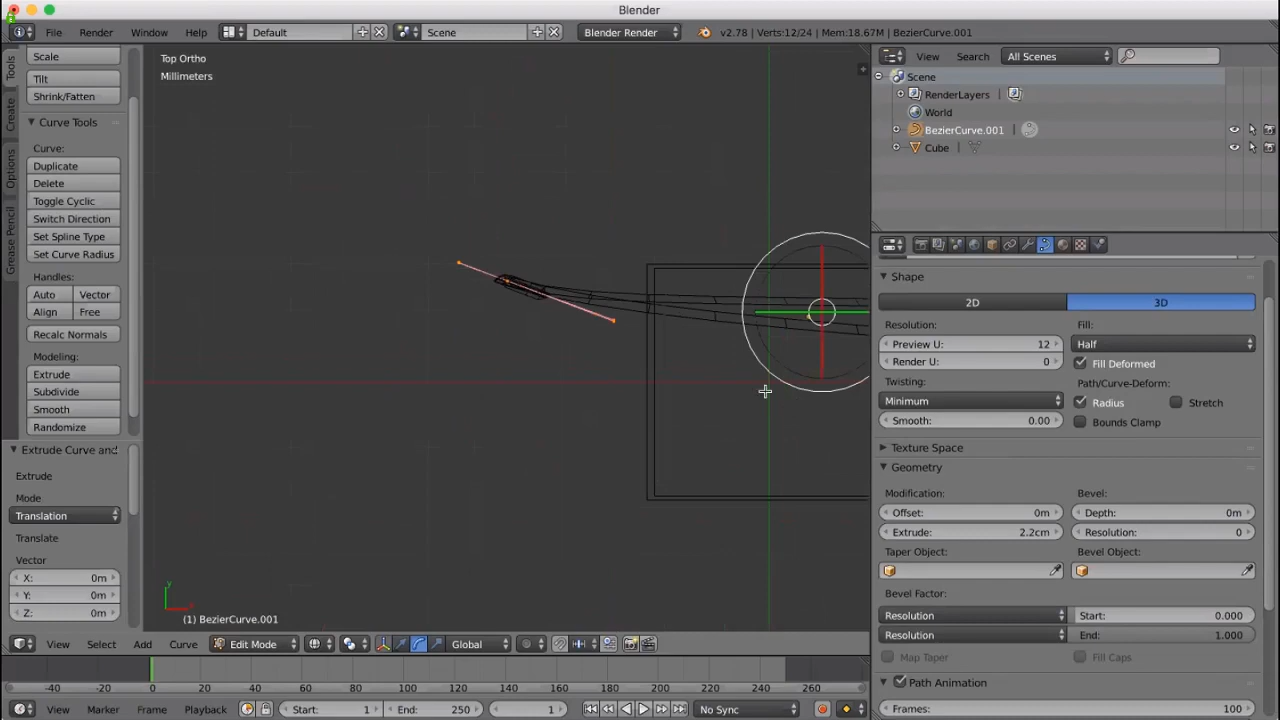 Blender
File Render Window Help Default Scene Blender Render v2.78 | Verts:12/24 | Mem:18.67M | BezierCurve.001
View Search All Scenes
Tools
Create
Options
Grease Pencil
Scale
Tilt
Shrink/Fatten
Curve Tools
Curve:
Duplicate
Delete
Toggle Cyclic
Switch Direction
Set Spline Type
Set Curve Radius
Handles:
Auto Vector
Align Free
Recalc Normals
Modeling:
Extrude
Subdivide
Smooth
Randomize
Extrude Curve and
Extrude
Mode
Translation
Translate
Vector
X: 0m
Y: 0m
Z: 0m
Top Ortho
Millimeters
y
(1) BezierCurve.001
View Select Add Curve Edit Mode Global
-40 -20 0 20 40 60 80 100 120 140 160 180 200 220 240 260
View Marker Frame Playback Start: 1 End: 250 1 No Sync
Scene
RenderLayers
World
BezierCurve.001
Cube
Shape
2D 3D
Resolution: Fill:
Preview U: 12 Half
Render U: 0 Fill Deformed
Twisting: Path/Curve-Deform:
Minimum Radius Stretch
Smooth: 0.00 Bounds Clamp
Texture Space
Geometry
Modification: Bevel:
Offset: 0m Depth: 0m
Extrude: 2.2cm Resolution: 0
Taper Object: Bevel Object:
Bevel Factor:
Resolution Start: 0.000
Resolution End: 1.000
Map Taper Fill Caps
Path Animation
Frames: 100